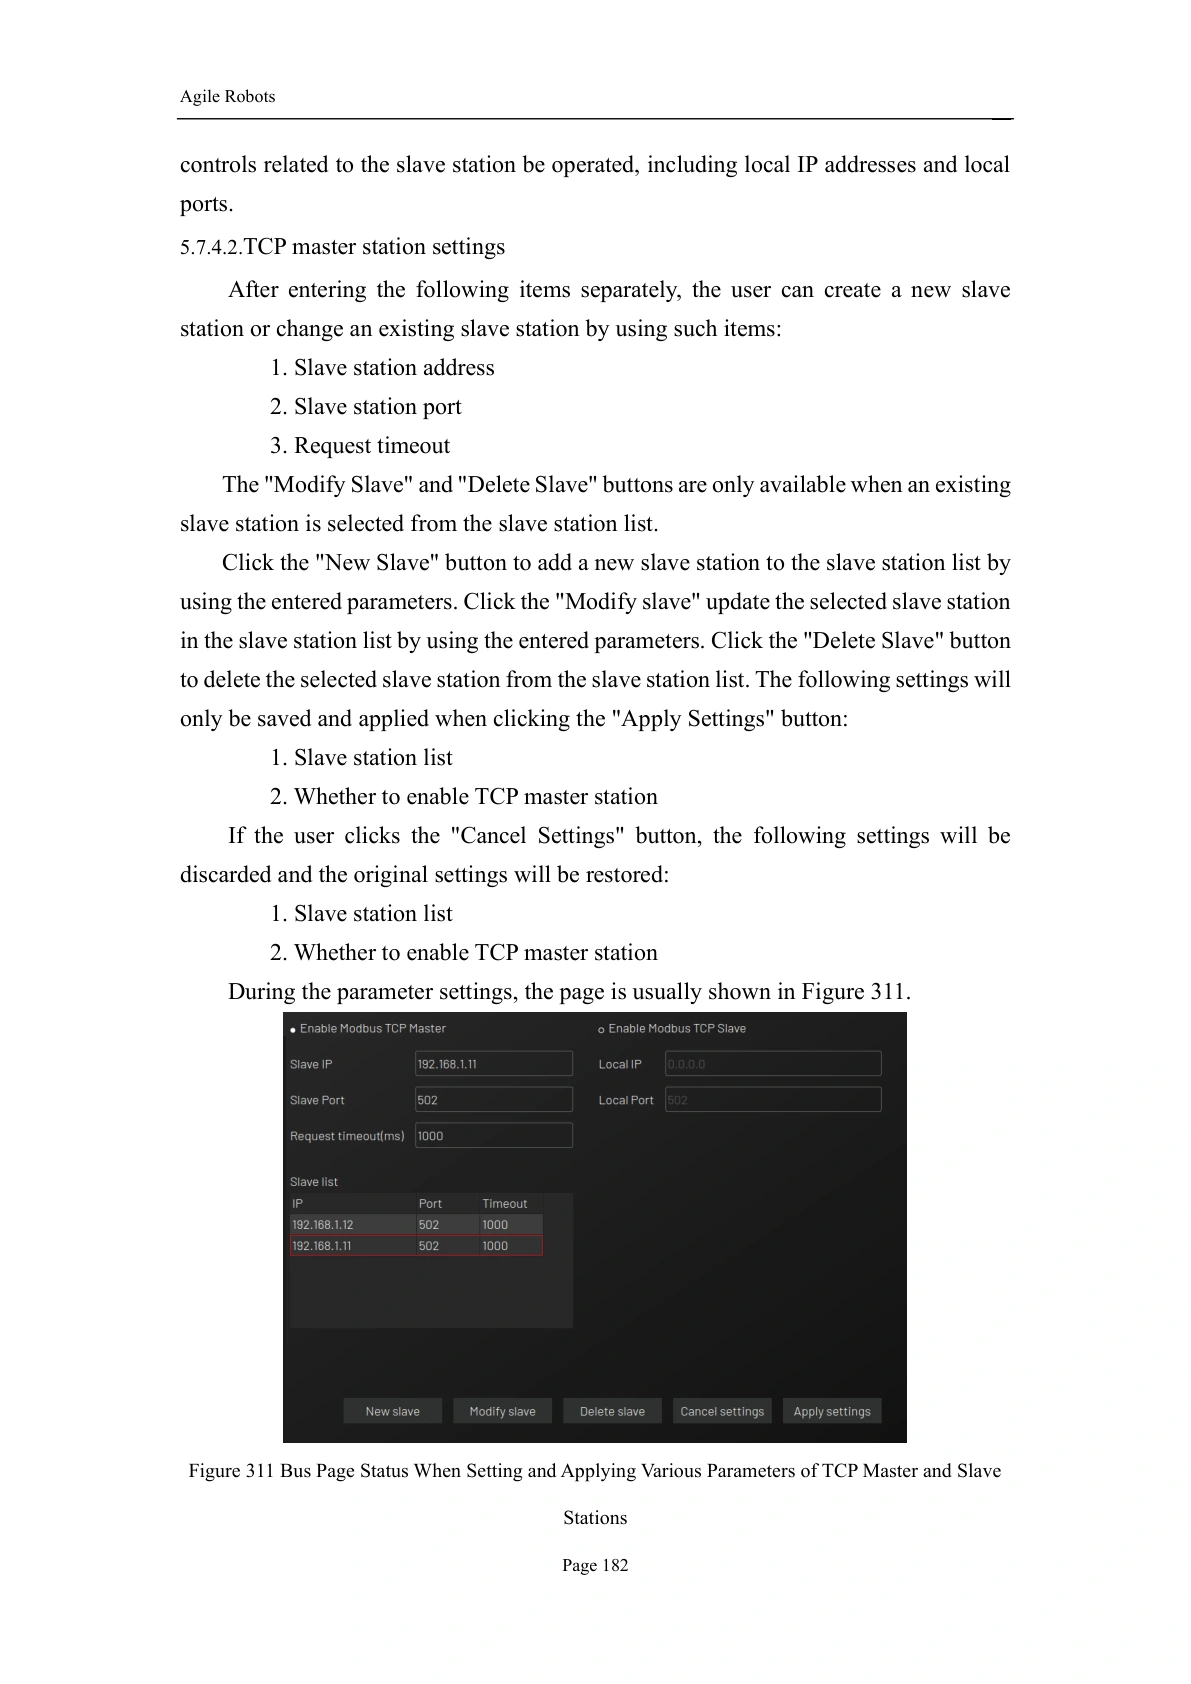 Agile Robots
controls related to the slave station be operated, including local IP addresses and local
ports.
5.7.4.2.TCP master station settings
After entering the following items separately, the user can create a new slave
station or change an existing slave station by using such items:
1. Slave station address
2. Slave station port
3. Request timeout
The "Modify Slave" and "Delete Slave" buttons are only available when an existing
slave station is selected from the slave station list.
Click the "New Slave" button to add a new slave station to the slave station list by
using the entered parameters. Click the "Modify slave" update the selected slave station
in the slave station list by using the entered parameters. Click the "Delete Slave" button
to delete the selected slave station from the slave station list. The following settings will
only be saved and applied when clicking the "Apply Settings" button:
1. Slave station list
2. Whether to enable TCP master station
If the user clicks the "Cancel Settings" button, the following settings will be
discarded and the original settings will be restored:
1. Slave station list
2. Whether to enable TCP master station
During the parameter settings, the page is usually shown in Figure 311.
Enable Modbus TCP Master Enable Modbus TCP Slave
Slave IP 192.168.1.11 Local IP 0.0.0.0
Slave Port 502 Local Port 502
Request timeout(ms) 1000
Slave list
IP Port Timeout
192.168.1.12 502 1000
192.168.1.11 502 1000
New slave Modify slave Delete slave Cancel settings Apply settings
Figure 311 Bus Page Status When Setting and Applying Various Parameters of TCP Master and Slave
Stations
Page 182